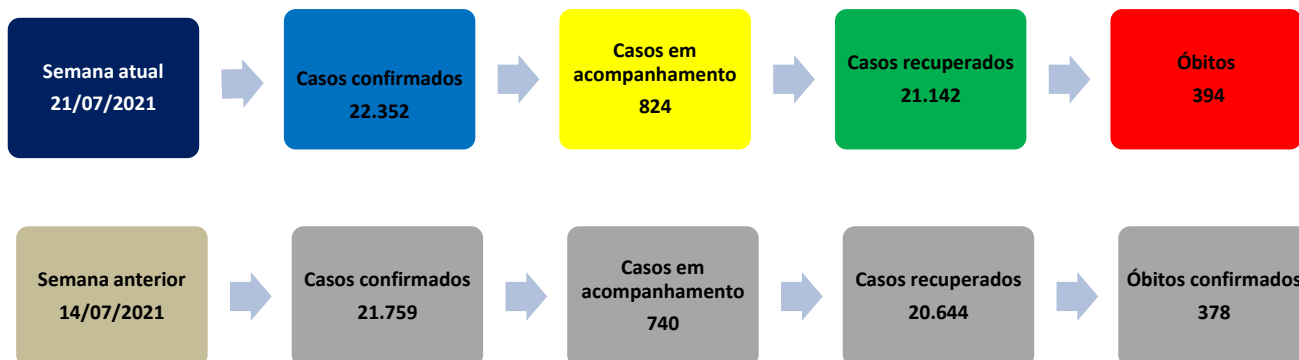 Semana atual
21/07/2021
Casos confirmados
22.352
Casos em
acompanhamento
824
Casos recuperados
21.142
Óbitos
394
Semana anterior
14/07/2021
Casos confirmados
21.759
Casos em
acompanhamento
740
Casos recuperados
20.644
Óbitos confirmados
378